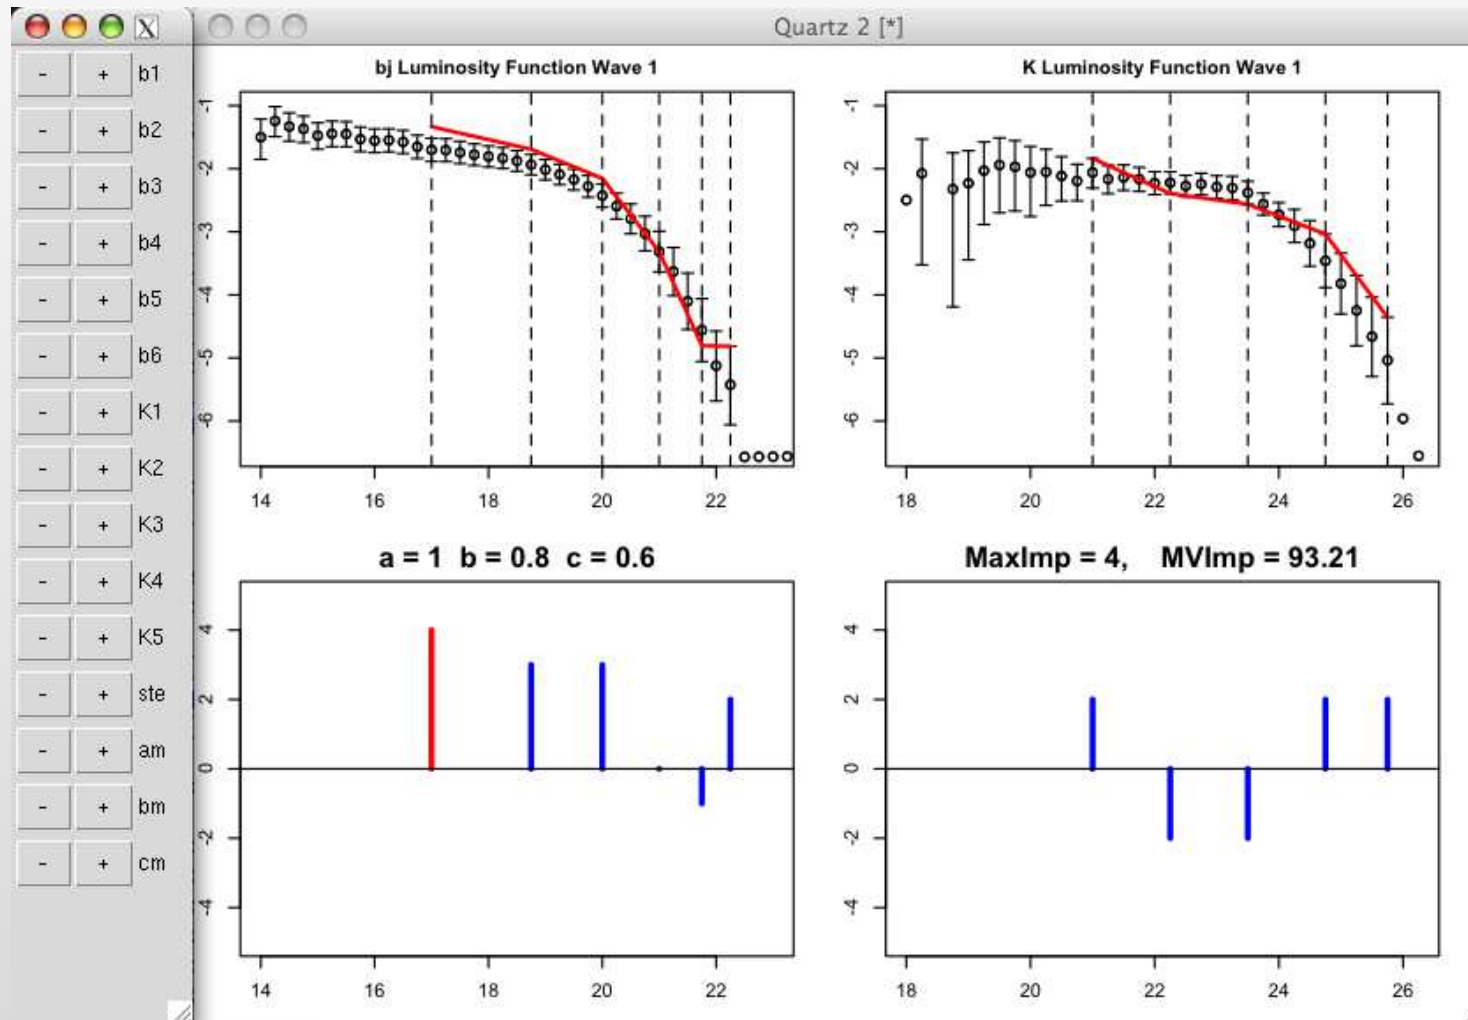 X
Quartz 2 [*]
- + b1
- + b2
- + b3
- + b4
- + b5
- + b6
- + K1
- + K2
- + K3
- + K4
- + K5
- + ste
- + am
- + bm
- + cm
bj Luminosity Function Wave 1
-1
-2
-3
-4
-5
-6
14 16 18 20 22
K Luminosity Function Wave 1
-1
-2
-3
-4
-5
-6
18 20 22 24 26
a = 1 b = 0.8 c = 0.6
4
2
0
-2
-4
14 16 18 20 22
MaxImp = 4, MVImp = 93.21
4
2
0
-2
-4
18 20 22 24 26